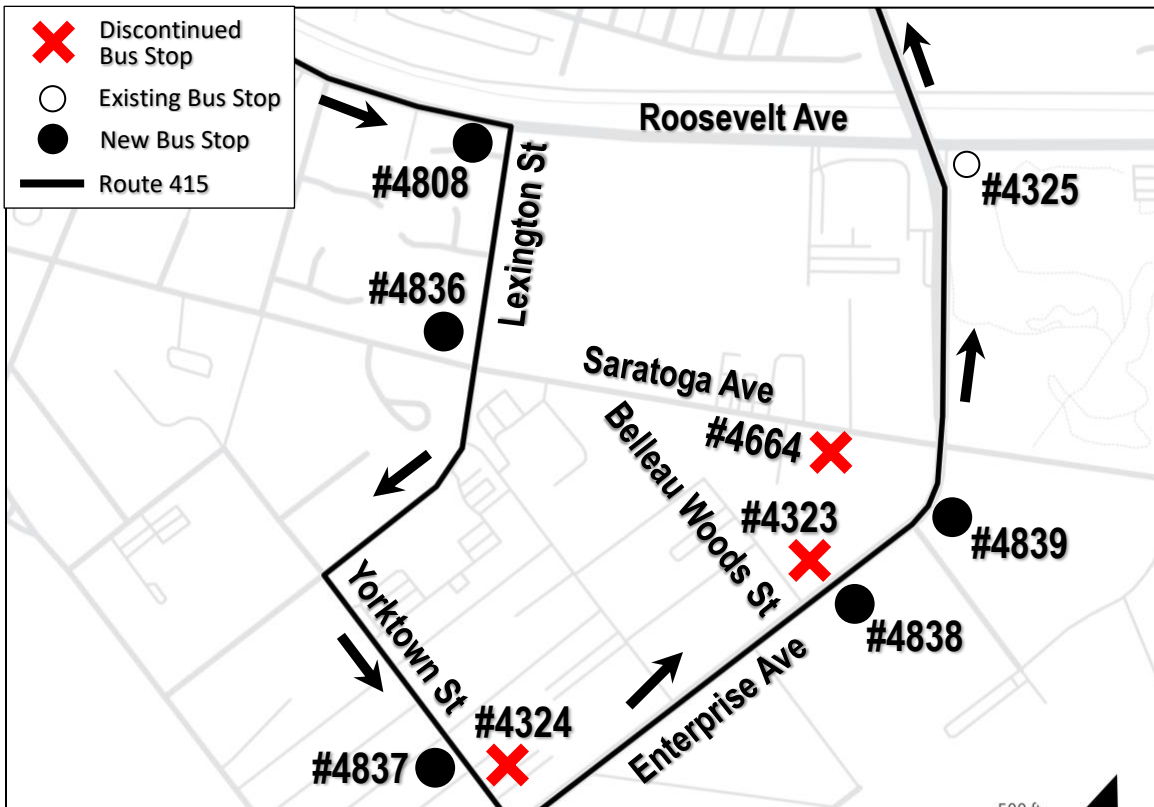 Discontinued
Bus Stop
Existing Bus Stop
New Bus Stop
Route 415
Roosevelt Ave
#4808
#4325
Lexington St
#4836
Saratoga Ave
#4664
Belleau Woods St
#4323
#4839
Yorktown St
#4838
#4324
Enterprise Ave
#4837